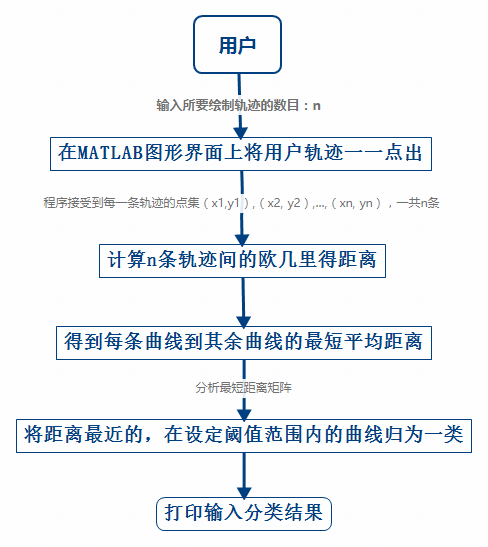 用户
输入所要绘制轨迹的数目：n
在MATLAB图形界面上将用户轨迹一一点出
程序接受到每一条轨迹的点集（x1,y1）,（x2, y2）,...,（xn, yn），一共n条
计算n条轨迹间的欧几里得距离
得到每条曲线到其余曲线的最短平均距离
分析最短距离矩阵
将距离最近的，在设定阈值范围内的曲线归为一类
打印输入分类结果